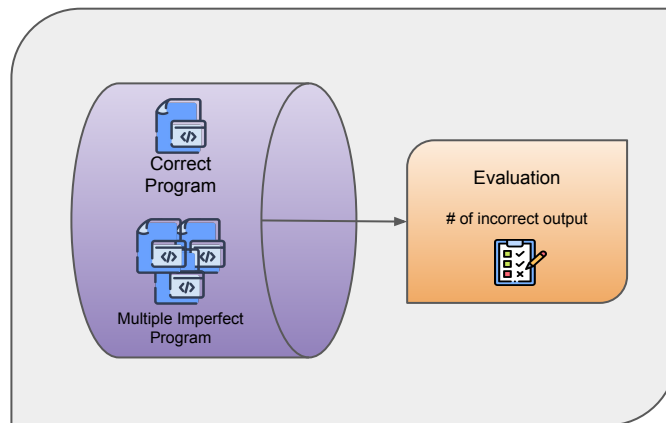 Correct
Program
Multiple Imperfect
Program
Evaluation
# of incorrect output